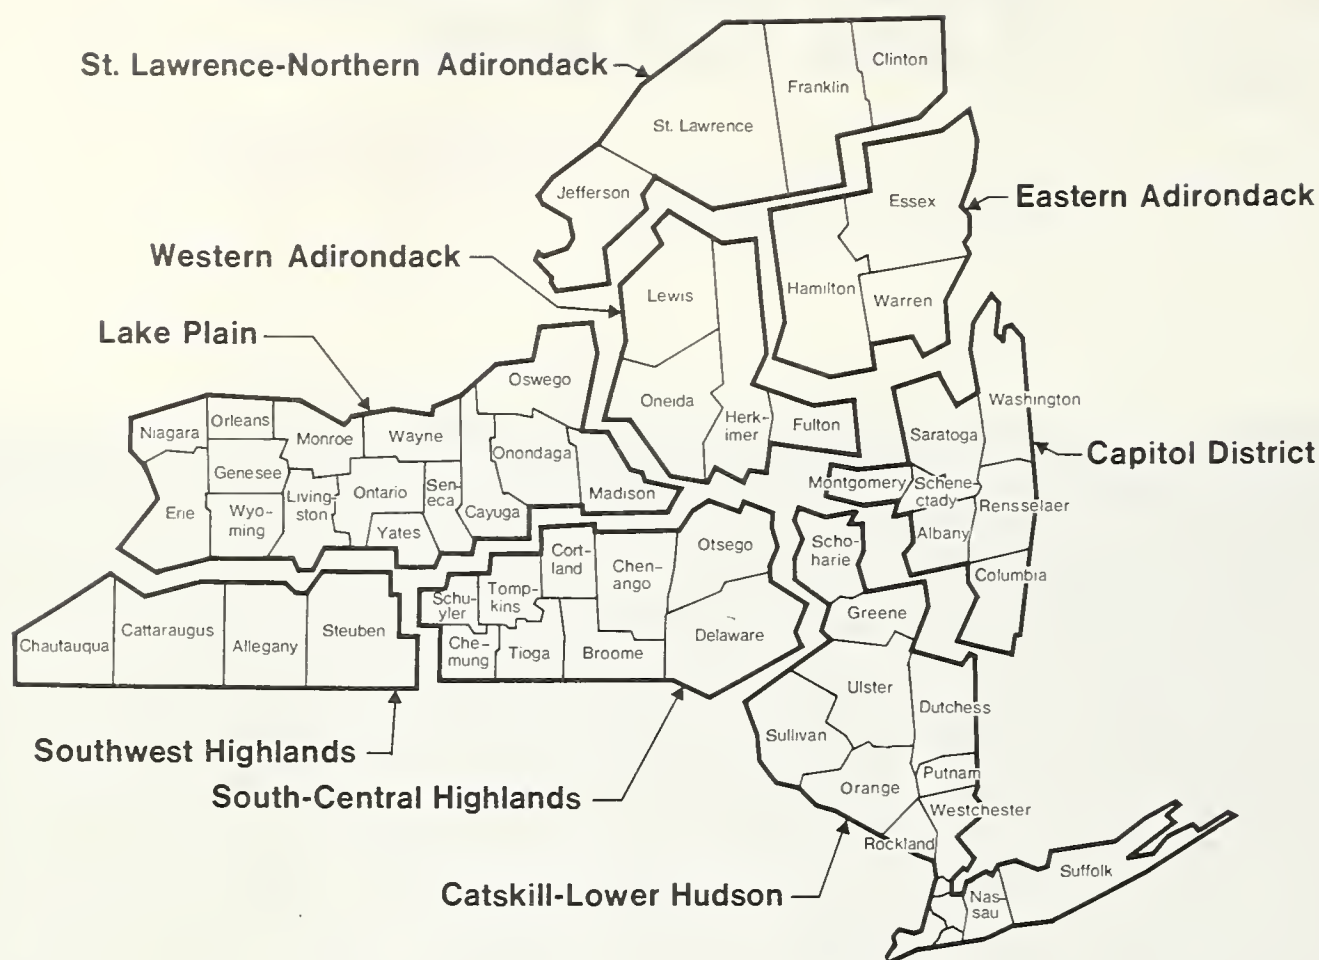 St. Lawrence-Northern Adirondack
Clinton
Franklin
St. Lawrence
Jefferson
Essex
Eastern Adirondack
Western Adirondack
Lewis
Hamilton
Warren
Lake Plain
Oswego
Oneida
Herk-
imer
Fulton
Washington
Saratoga
Capitol District
Niagara
Orleans
Monroe
Wayne
Onondaga
Madison
Montgomery
Schene-
ctady
Rensselaer
Genesee
Erie
Wyo-
ming
Living-
ston
Ontario
Sen-
eca
Yates
Cayuga
Albany
Columbia
Otsego
Scho-
harie
Cort-
land
Chen-
ango
Schu-
yler
Tomp-
kins
Greene
Chautauqua
Cattaraugus
Allegany
Steuben
Che-
mung
Tioga
Broome
Delaware
Ulster
Dutchess
Sullivan
Southwest Highlands
South-Central Highlands
Orange
Putnam
Westchester
Rockland
Catskill-Lower Hudson
Nas-
sau
Suffolk